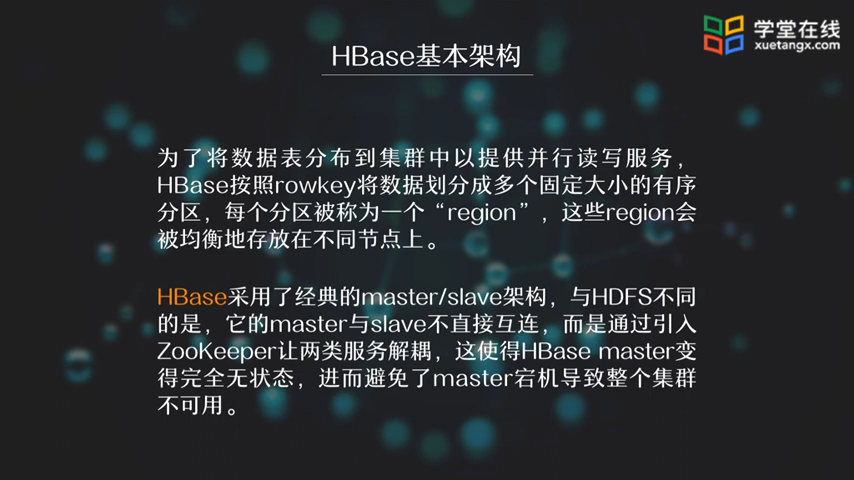 学堂在线
xuetangx.com
HBase基本架构
为了将数据表分布到集群中以提供并行读写服务，
HBase按照rowkey将数据划分成多个固定大小的有序
分区，每个分区被称为一个“region”，这些region会
被均衡地存放在不同节点上。
HBase采用了经典的master/slave架构，与HDFS不同
的是，它的master与slave不直接互连，而是通过引入
ZooKeeper让两类服务解耦，这使得HBase master变
得完全无状态，进而避免了master宕机导致整个集群
不可用。